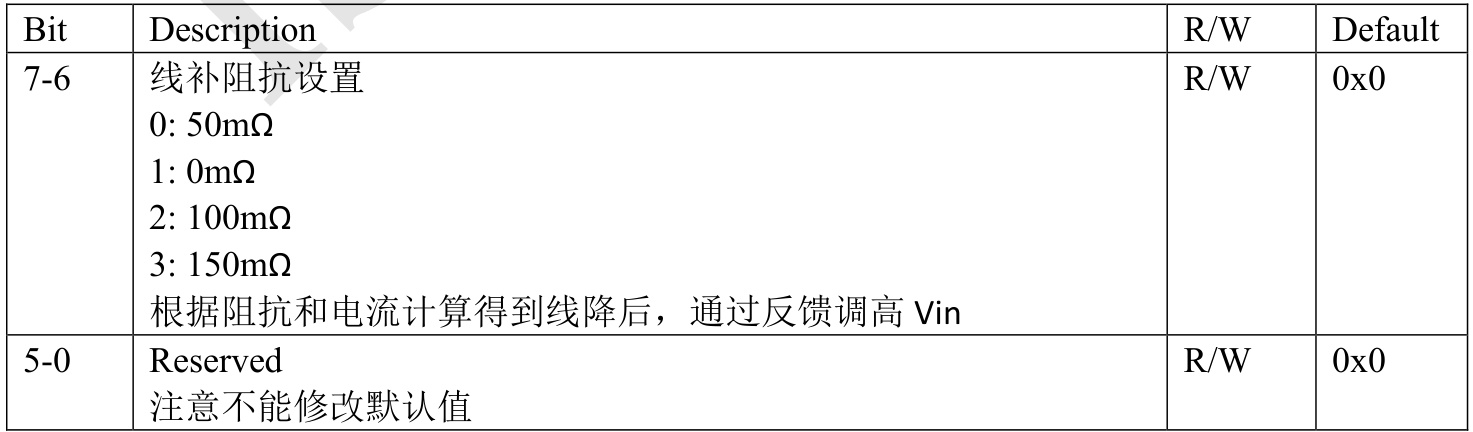 Bit Description R/W Default
7-6 线补阻抗设置 R/W 0x0
0: 50mΩ
1: 0mΩ
2: 100mΩ
3: 150mΩ
根据阻抗和电流计算得到线降后，通过反馈调高 Vin
5-0 Reserved R/W 0x0
注意不能修改默认值